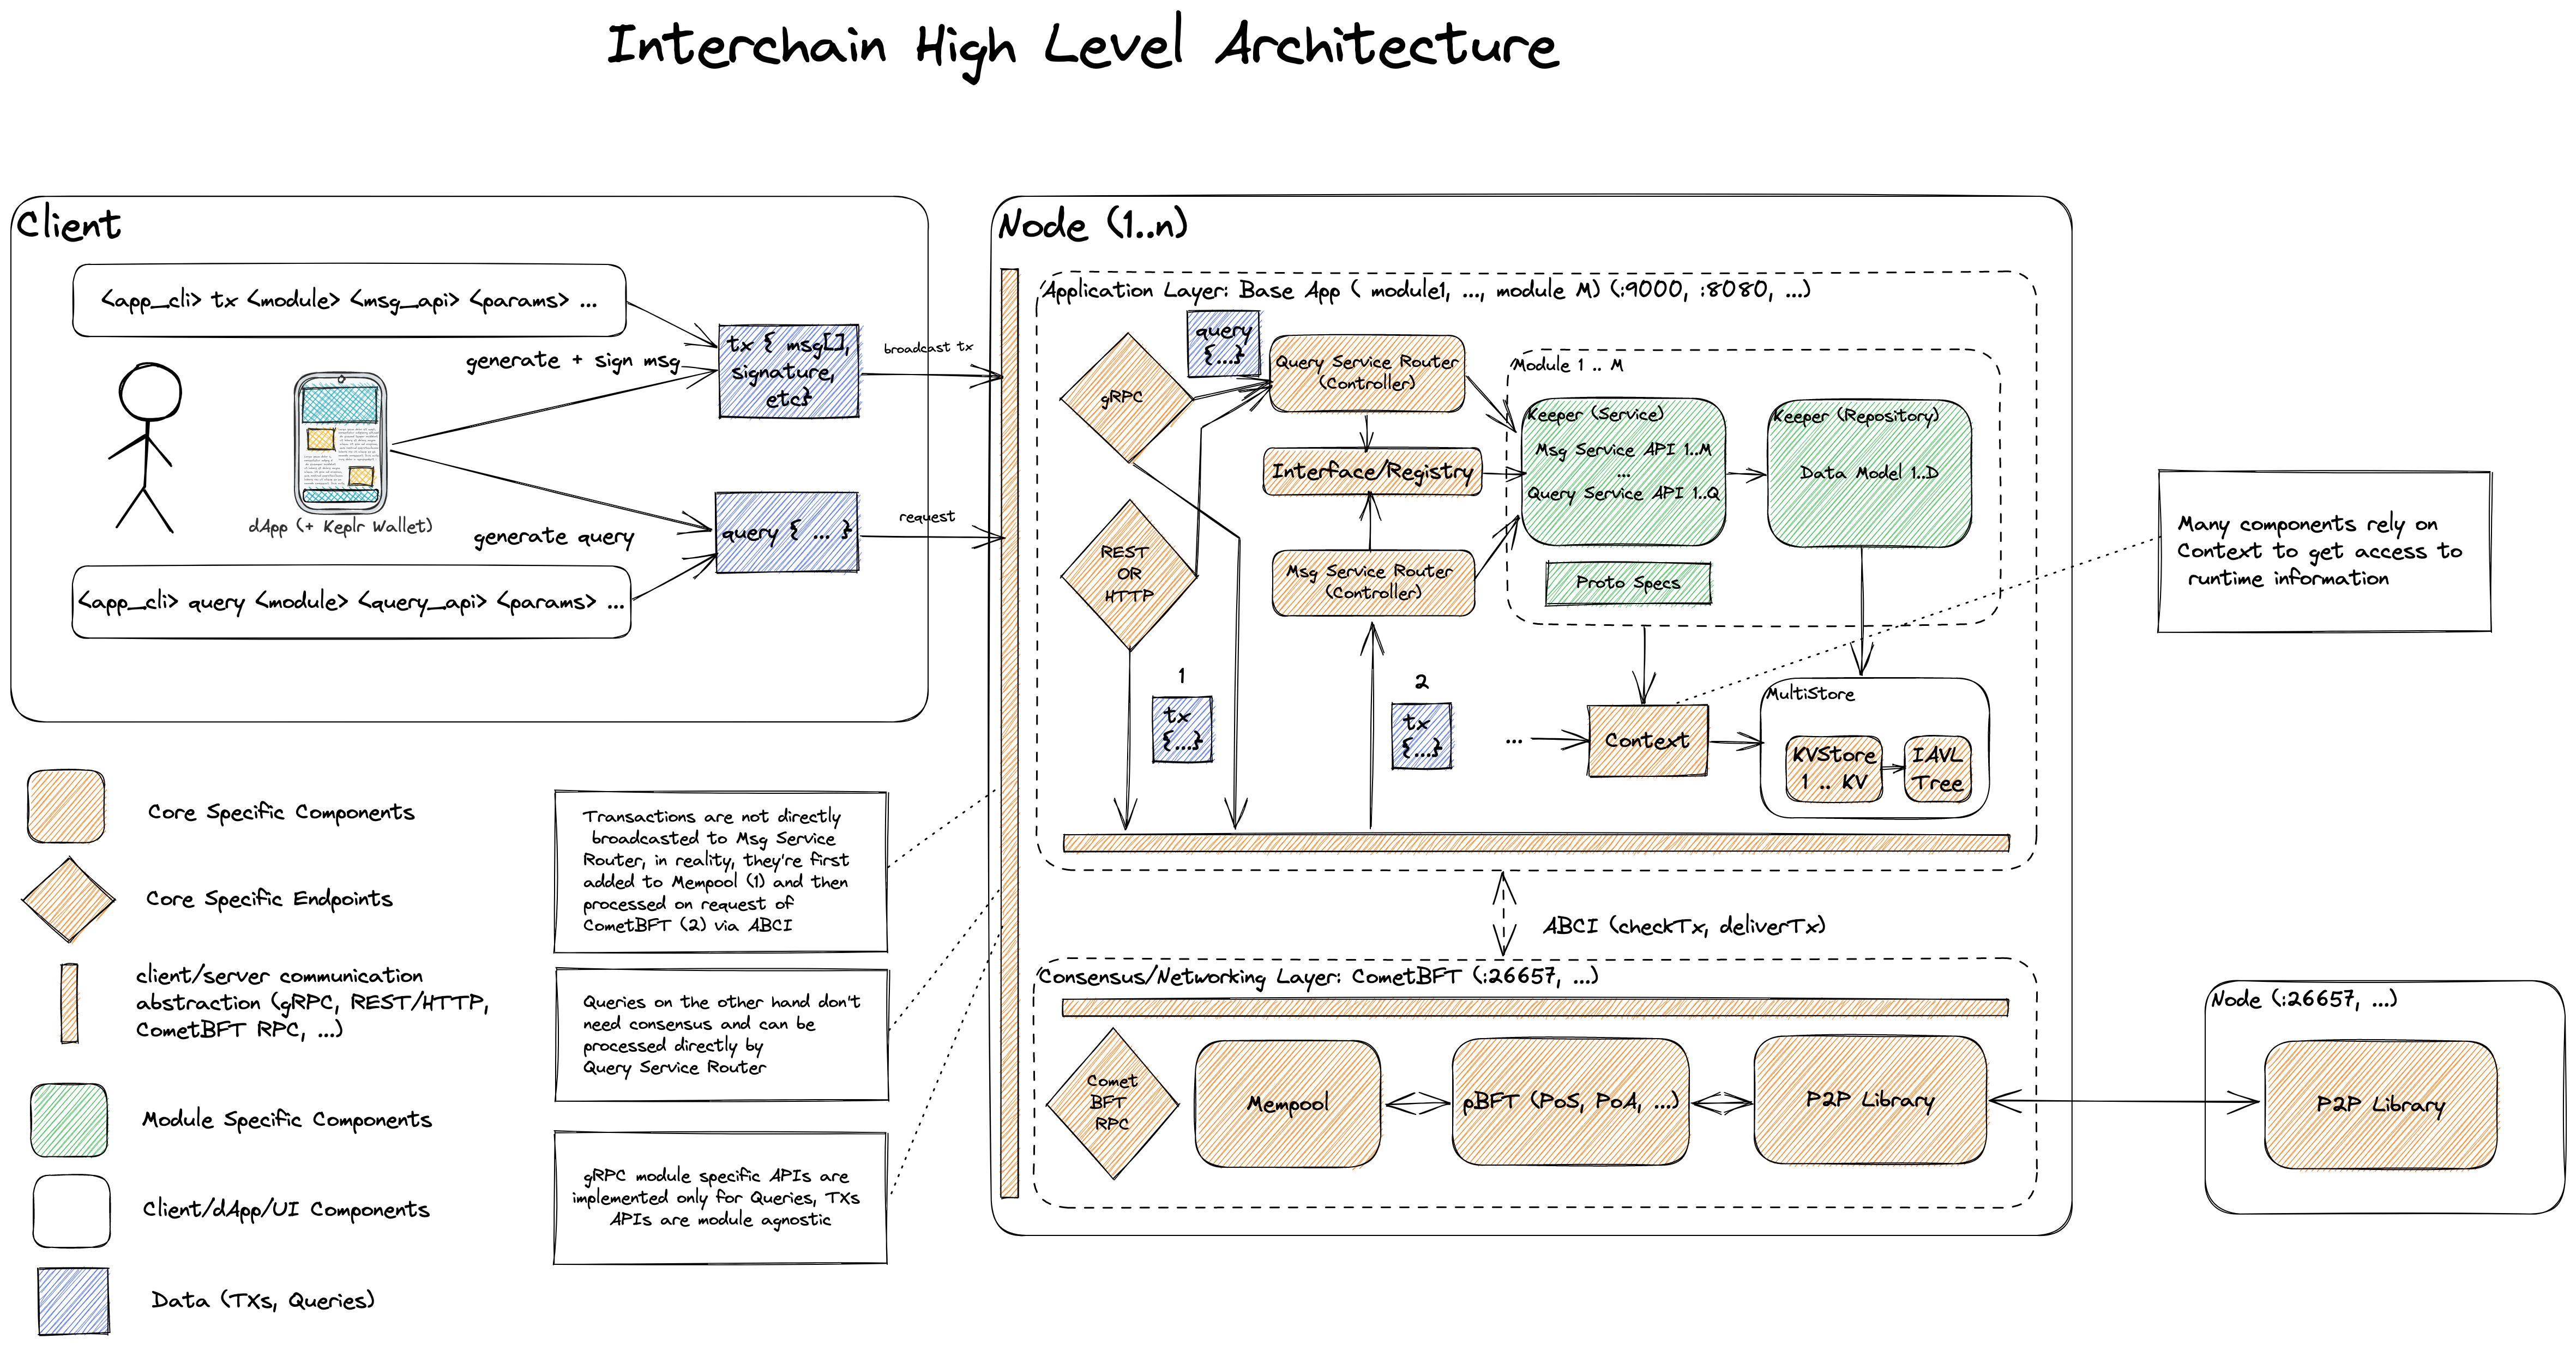 Interchain High Level Architecture
Client
<app_cli> tx <module> <msg_api> <params> ...
generate + sign msg
tx { msg[],
signature,
etc}
broadcast tx
dApp (+ Keplr Wallet)
generate query
query { ... }
request
<app_cli> query <module> <query_api> <params> ...
Node (1..n)
Application Layer: Base App ( module1, ..., module M) (:9000, :8080, ...)
gRPC
query
{...}
Query Service Router
(Controller)
Interface/Registry
REST
OR
HTTP
Msg Service Router
(Controller)
Module 1 .. M
Keeper (Service)
Msg Service API 1..M
...
Query Service API 1..Q
Keeper (Repository)
Data Model 1..D
Proto Specs
1
tx
{...}
2
tx
{...}
...
Context
MultiStore
KVStore
1 .. KV
IAVL
Tree
Many components rely on
Context to get access to
runtime information
ABCI (checkTx, deliverTx)
Consensus/Networking Layer: CometBFT (:26657, ...)
Comet
BFT
RPC
Mempool
pBFT (PoS, PoA, ...)
P2P Library
Node (:26657, ...)
P2P Library
Core Specific Components
Core Specific Endpoints
client/server communication
abstraction (gRPC, REST/HTTP,
CometBFT RPC, ...)
Module Specific Components
Client/dApp/UI Components
Data (TXs, Queries)
Transactions are not directly
broadcasted to Msg Service
Router, in reality, they're first
added to Mempool (1) and then
processed on request of
CometBFT (2) via ABCI
Queries on the other hand don't
need consensus and can be
processed directly by
Query Service Router
gRPC module specific APIs are
implemented only for Queries, TXs
APIs are module agnostic